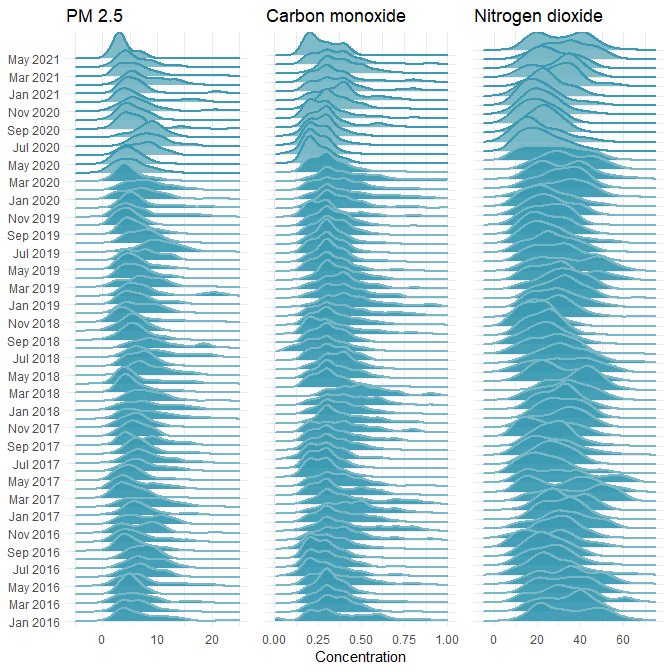 PM 2.5
Carbon monoxide
Nitrogen dioxide
May 2021
Mar 2021
Jan 2021
Nov 2020
Sep 2020
Jul 2020
May 2020
Mar 2020
Jan 2020
Nov 2019
Sep 2019
Jul 2019
May 2019
Mar 2019
Jan 2019
Nov 2018
Sep 2018
Jul 2018
May 2018
Mar 2018
Jan 2018
Nov 2017
Sep 2017
Jul 2017
May 2017
Mar 2017
Jan 2017
Nov 2016
Sep 2016
Jul 2016
May 2016
Mar 2016
Jan 2016
0 10 20
0.00 0.25 0.50 0.75 1.00
0 20 40 60
Concentration